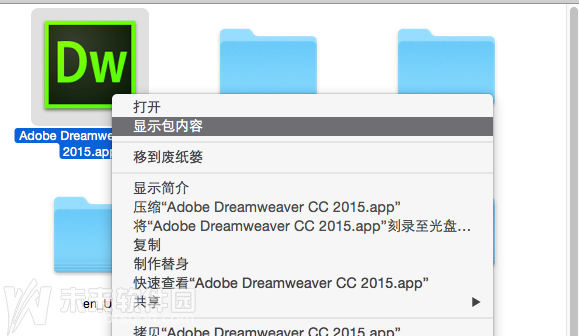 Dw
Adobe Dreamwe
2015.app
打开
显示包内容
移到废纸篓
显示简介
压缩“Adobe Dreamweaver CC 2015.app”
将“Adobe Dreamweaver CC 2015.app”刻录至光盘...
复制
制作替身
快速查看“Adobe Dreamweaver CC 2015.app”
共享
en_U
未来软件园
拷贝“Adobe Dreamweaver CC 2015.app”